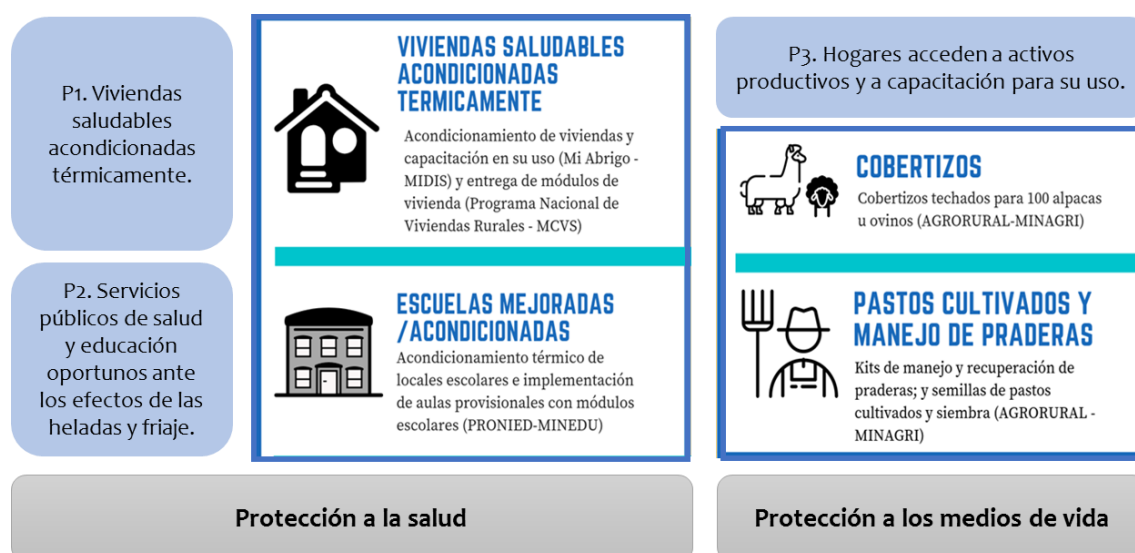 P1. Viviendas
saludables
acondicionadas
térmicamente.
P2. Servicios
públicos de salud
y educación
oportunos ante
los efectos de las
heladas y friaje.
VIVIENDAS SALUDABLES
ACONDICIONADAS
TERMICAMENTE
Acondicionamiento de viviendas y
capacitación en su uso (Mi Abrigo -
MIDIS) y entrega de módulos de
vivienda (Programa Nacional de
Viviendas Rurales - MCVS)
ESCUELAS MEJORADAS
/ACONDICIONADAS
Acondicionamiento térmico de
locales escolares e implementación
de aulas provisionales con módulos
escolares (PRONIED-MINEDU)
P3. Hogares acceden a activos
productivos y a capacitación para su uso.
COBERTIZOS
Cobertizos techados para 100 alpacas
u ovinos (AGRORURAL-MINAGRI)
PASTOS CULTIVADOS Y
MANEJO DE PRADERAS
Kits de manejo y recuperación de
praderas; y semillas de pastos
cultivados y siembra (AGRORURAL -
MINAGRI)
Protección a la salud
Protección a los medios de vida